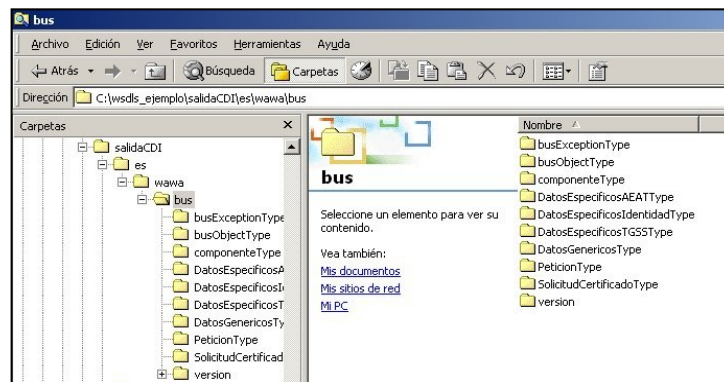 bus
Archivo Edición Ver Favoritos Herramientas Ayuda
Atrás Búsqueda Carpetas
Dirección C:\wsdls_ejemplo\salidaCDI\es\wawa\bus
Carpetas
salidaCDI
es
wawa
bus
busExceptionType
busObjectType
componenteType
DatosEspecificosA
DatosEspecificosI
DatosEspecificosT
DatosGenericosTy
PeticionType
SolicitudCertificad
version
bus
Seleccione un elemento para ver su
contenido.
Vea también:
Mis documentos
Mis sitios de red
Mi PC
Nombre
busExceptionType
busObjectType
componenteType
DatosEspecificosAEATType
DatosEspecificosIdentidadType
DatosEspecificosTGSSType
DatosGenericosType
PeticionType
SolicitudCertificadoType
version